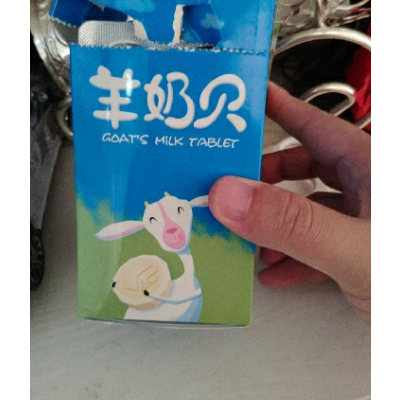 羊奶贝
GOAT'S MILK TABLET